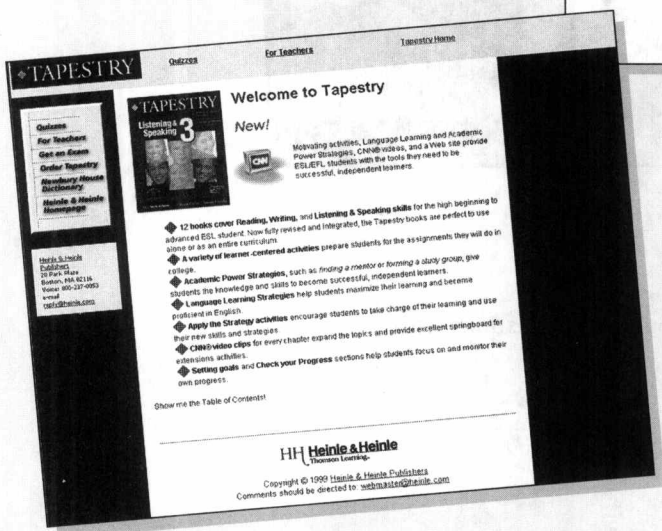 TAPESTRY
Quizzes
For Teachers
Tapestry Home
Quizzes
For Teachers
Get an Exam
Order Tapestry
Newbury House
Dictionary
Heinle & Heinle
Homepage
Heinle & Heinle
Publishers
20 Park Plaza
Boston, MA 02116
Voice: 800-237-0053
e-mail
reply@heinle.com
TAPESTRY
Listening &
Speaking 3
Welcome to Tapestry
New!
CNN
Motivating activities, Language Learning and Academic
Power Strategies, CNN® videos, and a Web site provide
ESL/EFL students with the tools they need to be
successful, independent learners.
12 books cover Reading, Writing, and Listening & Speaking skills for the high beginning to
advanced ESL student. Now fully revised and integrated, the Tapestry books are perfect to use
alone or as an entire curriculum.
A variety of learner-centered activities prepare students for the assignments they will do in
college.
Academic Power Strategies, such as finding a mentor or forming a study group, give
students the knowledge and skills to become successful, independent learners.
Language Learning Strategies help students maximize their learning and become
proficient in English.
Apply the Strategy activities encourage students to take charge of their learning and use
their new skills and strategies.
CNN® video clips for every chapter expand the topics and provide excellent springboard for
extensions activities.
Setting goals and Check your Progress sections help students focus on and monitor their
own progress.
Show me the Table of Contents!
HH Heinle & Heinle
Thomson Learning™
Copyright © 1999 Heinle & Heinle Publishers
Comments should be directed to: webmaster@heinle.com